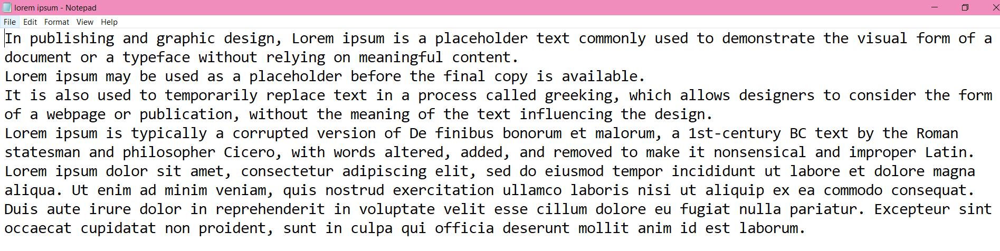 lorem ipsum - Notepad
File Edit Format View Help
In publishing and graphic design, Lorem ipsum is a placeholder text commonly used to demonstrate the visual form of a
document or a typeface without relying on meaningful content.
Lorem ipsum may be used as a placeholder before the final copy is available.
It is also used to temporarily replace text in a process called greeking, which allows designers to consider the form
of a webpage or publication, without the meaning of the text influencing the design.
Lorem ipsum is typically a corrupted version of De finibus bonorum et malorum, a 1st-century BC text by the Roman
statesman and philosopher Cicero, with words altered, added, and removed to make it nonsensical and improper Latin.
Lorem ipsum dolor sit amet, consectetur adipiscing elit, sed do eiusmod tempor incididunt ut labore et dolore magna
aliqua. Ut enim ad minim veniam, quis nostrud exercitation ullamco laboris nisi ut aliquip ex ea commodo consequat.
Duis aute irure dolor in reprehenderit in voluptate velit esse cillum dolore eu fugiat nulla pariatur. Excepteur sint
occaecat cupidatat non proident, sunt in culpa qui officia deserunt mollit anim id est laborum.